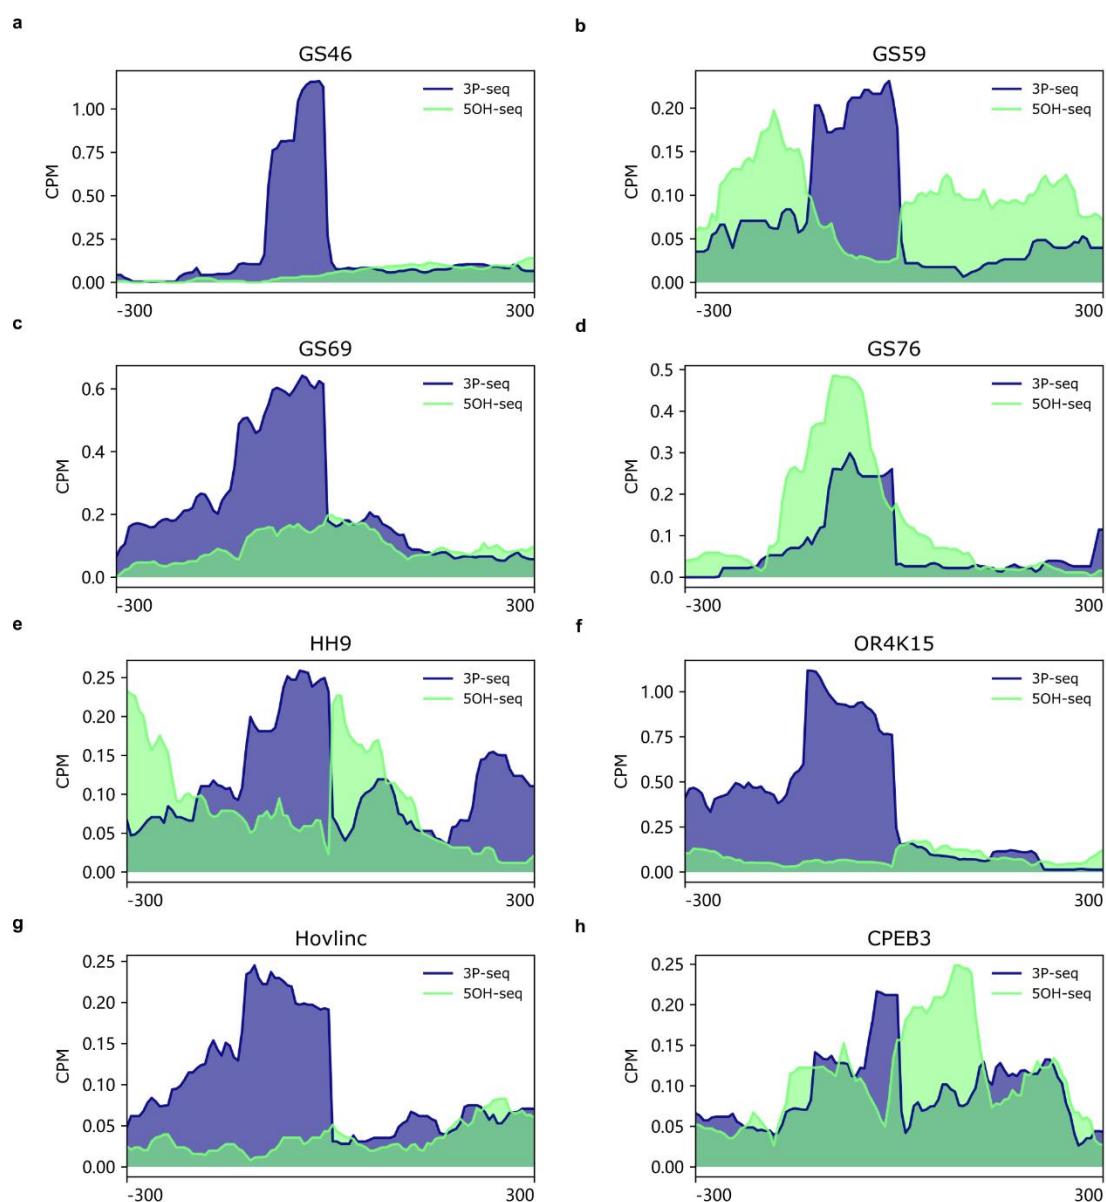 a
GS46
3P-seq
5OH-seq
CPM
1.00
0.75
0.50
0.25
0.00
-300
300
b
GS59
3P-seq
5OH-seq
CPM
0.20
0.15
0.10
0.05
0.00
-300
300
c
GS69
3P-seq
5OH-seq
CPM
0.6
0.4
0.2
0.0
-300
300
d
GS76
3P-seq
5OH-seq
CPM
0.5
0.4
0.3
0.2
0.1
0.0
-300
300
e
HH9
3P-seq
5OH-seq
CPM
0.25
0.20
0.15
0.10
0.05
0.00
-300
300
f
OR4K15
3P-seq
5OH-seq
CPM
1.00
0.75
0.50
0.25
0.00
-300
300
g
Hovlinc
3P-seq
5OH-seq
CPM
0.25
0.20
0.15
0.10
0.05
0.00
-300
300
h
CPEB3
3P-seq
5OH-seq
CPM
0.25
0.20
0.15
0.10
0.05
0.00
-300
300